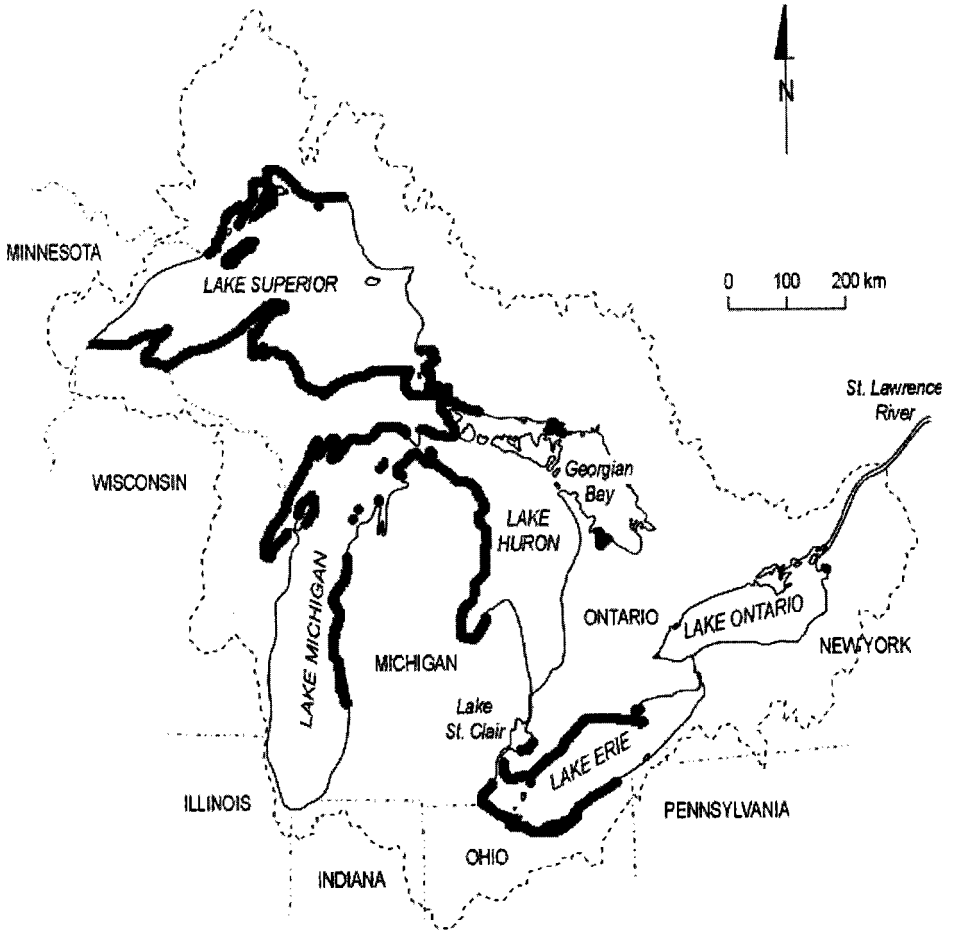 N
MINNESOTA
LAKE SUPERIOR
0 100 200 km
St. Lawrence
River
WISCONSIN
Georgian
Bay
LAKE
HURON
LAKE MICHIGAN
ONTARIO
LAKE ONTARIO
NEW YORK
MICHIGAN
Lake
St. Clair
LAKE ERIE
ILLINOIS
PENNSYLVANIA
OHIO
INDIANA